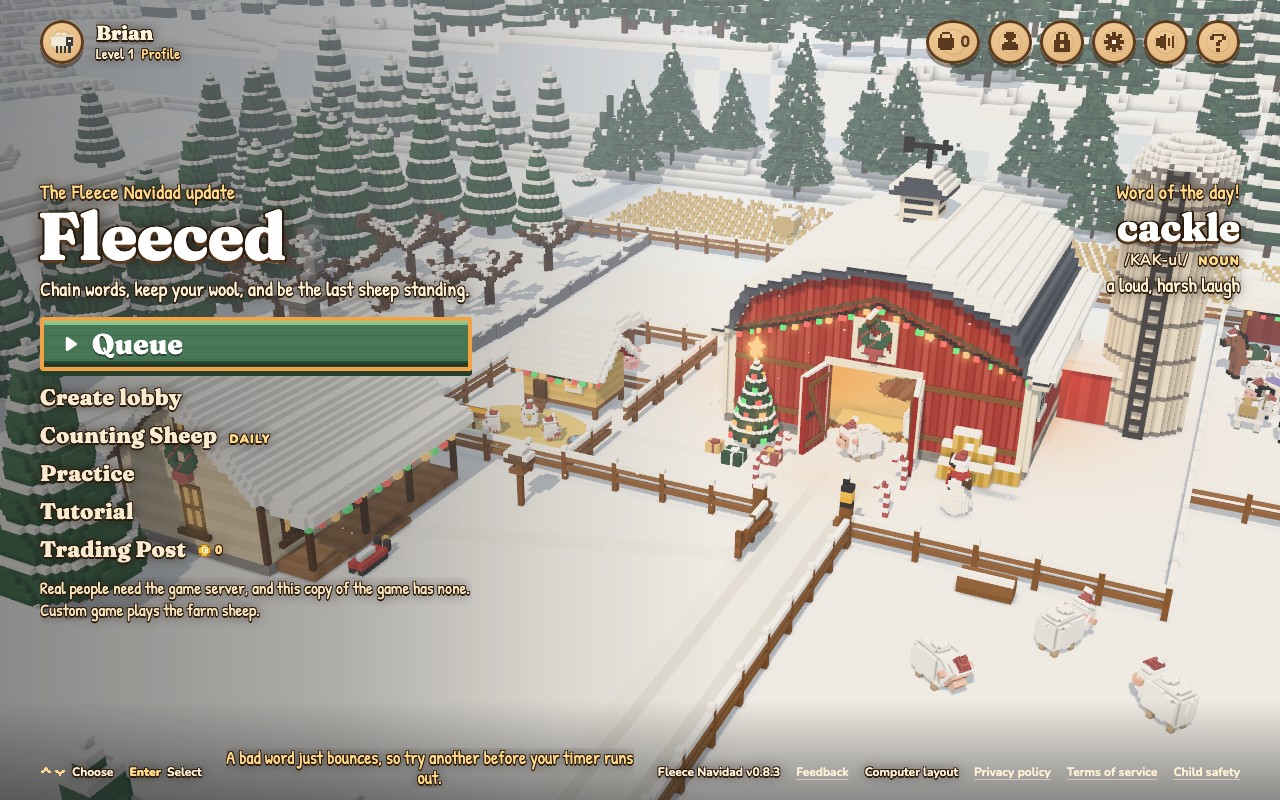 Brian
Level 1 Profile
0
The Fleece Navidad update
Fleeced
Chain words, keep your wool, and be the last sheep standing.
Queue
Create lobby
Counting Sheep DAILY
Practice
Tutorial
Trading Post 0
Real people need the game server, and this copy of the game has none.
Custom game plays the farm sheep.
Word of the day!
cackle
/KAK-ul/ NOUN
a loud, harsh laugh
Choose Enter Select
A bad word just bounces, so try another before your timer runs
out.
Fleece Navidad v0.8.3 Feedback Computer layout Privacy policy Terms of service Child safety